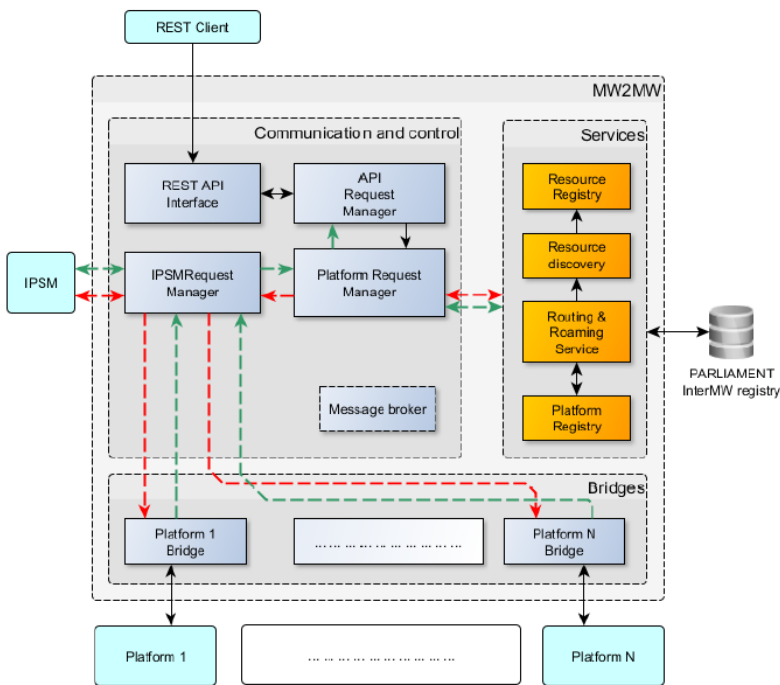 REST Client
MW2MW
Communication and control
Services
REST API
Interface
API
Request
Manager
Resource
Registry
IPSM
IPSMRequest
Manager
Platform Request
Manager
Resource
discovery
Routing &
Roaming
Service
PARLIAMENT
InterMW registry
Message broker
Platform
Registry
Bridges
Platform 1
Bridge
... ... ... ... ... ... ... ... ... ...
Platform N
Bridge
Platform 1
... ... ... ... ... ... ... ... ... ...
Platform N